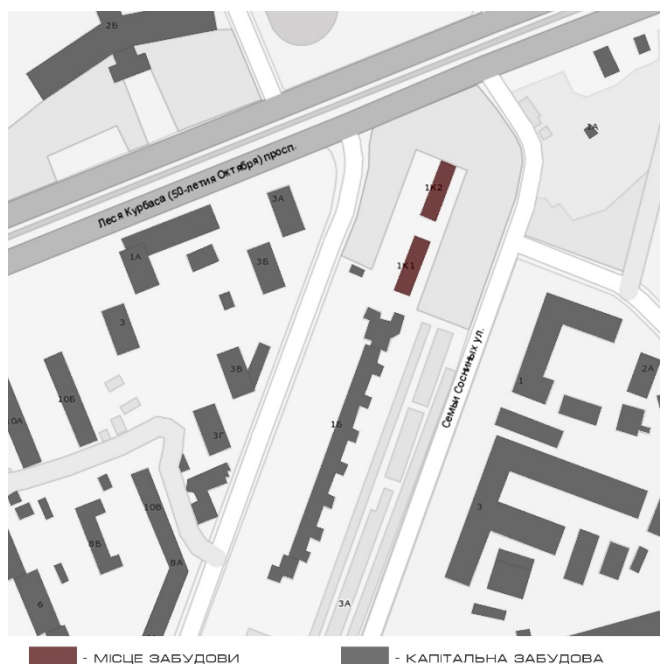 2Б
2А
Леся Курбаса (50-летия Октября) просп.
3А
1К2
1А
3Б
1К1
3
Семьи Сосниных ул.
3В
1
2А
10Б
10А
1Б
3Г
10В
3
8Б
8А
6
3А
- МІСЦЕ ЗАБУДОВИ
- КАПІТАЛЬНА ЗАБУДОВА